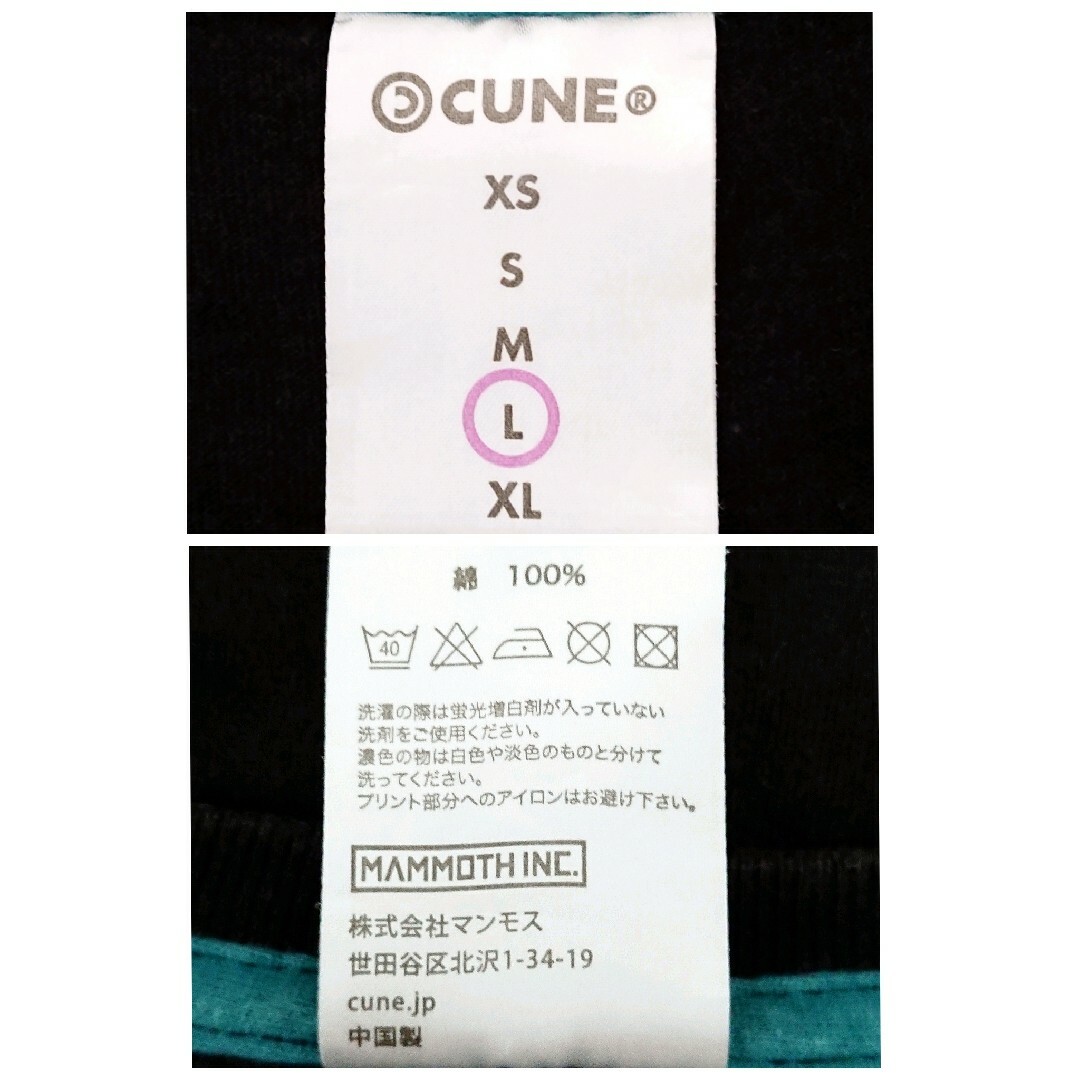 CUNE®
XS
S
M
L
XL
綿 100%
40
洗濯の際は蛍光増白剤が入っていない
洗剤をご使用ください。
濃色の物は白色や淡色のものと分けて
洗ってください。
プリント部分へのアイロンはお避け下さい。
MAMMOTH INC.
株式会社マンモス
世田谷区北沢1-34-19
cune.jp
中国製